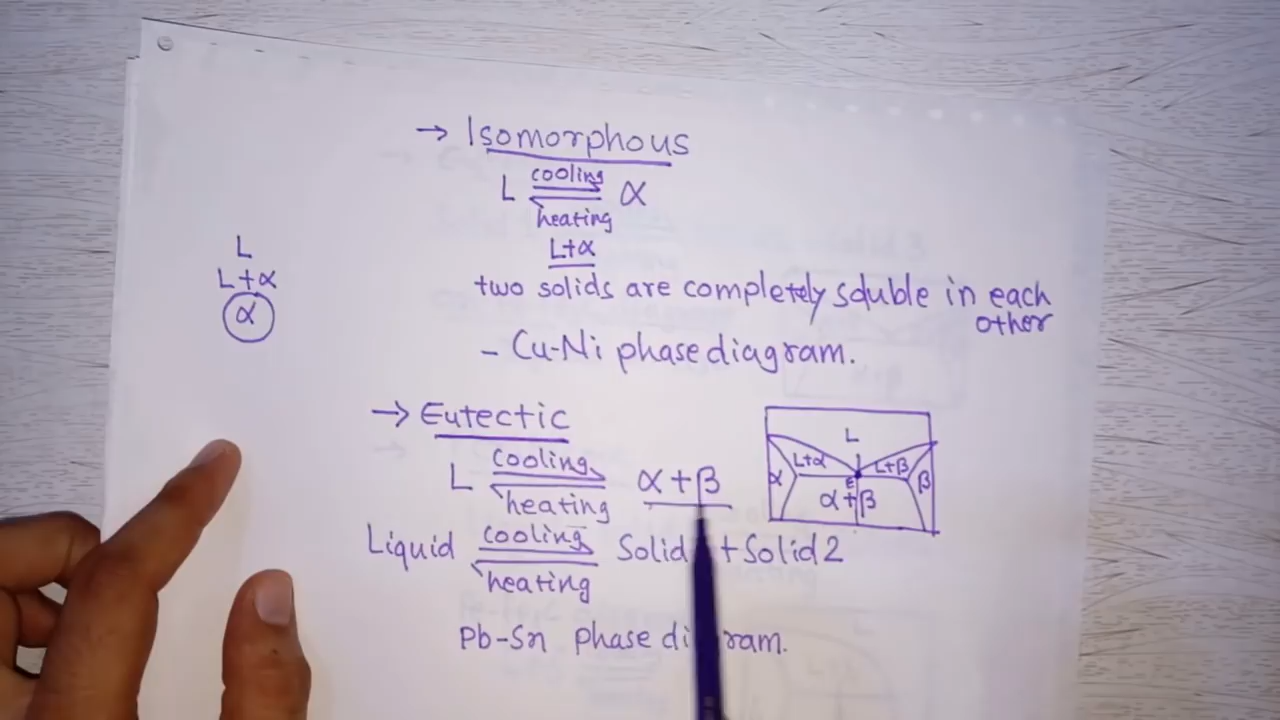 → Isomorphous
L cooling α
heating
L+α
L
L+α
α
two solids are completely soluble in each
other
- Cu-Ni phase diagram.
→ Eutectic
L cooling α+β
heating
Liquid cooling Solid + Solid 2
heating
Pb-Sn phase diagram.
L
L+α L+β
α E β
α+β